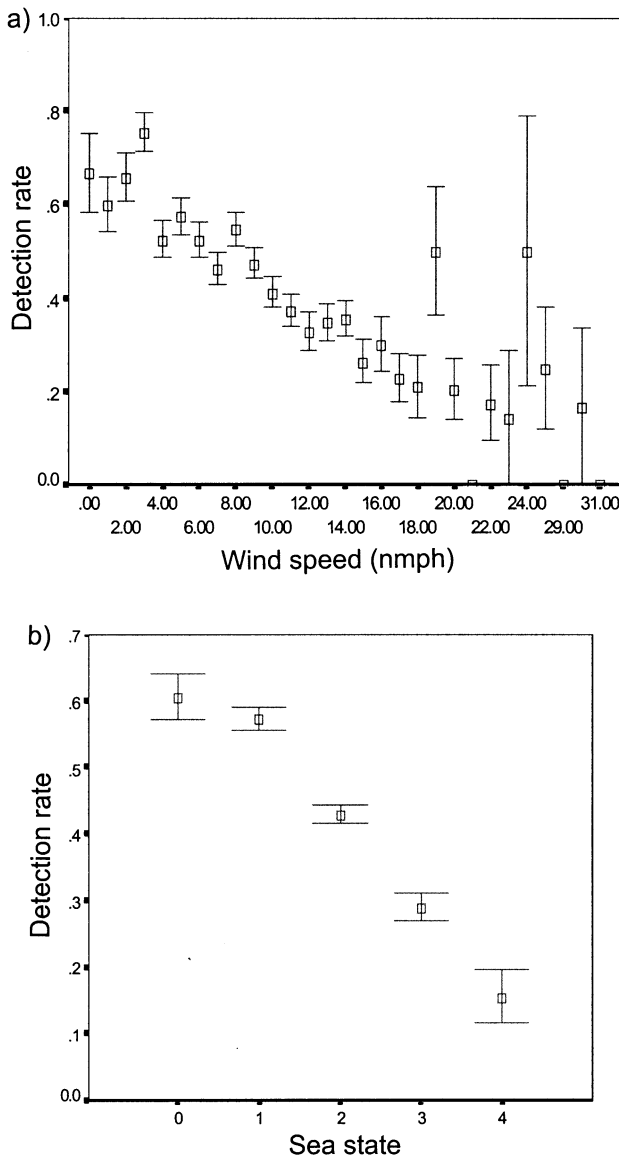 a)
1.0
.8
.6
.4
.2
0.0
Detection rate
.00 4.00 8.00 12.00 16.00 20.00 24.00 31.00
2.00 6.00 10.00 14.00 18.00 22.00 29.00
Wind speed (nmph)
b)
.7
.6
.5
.4
.3
.2
.1
0.0
Detection rate
0 1 2 3 4
Sea state